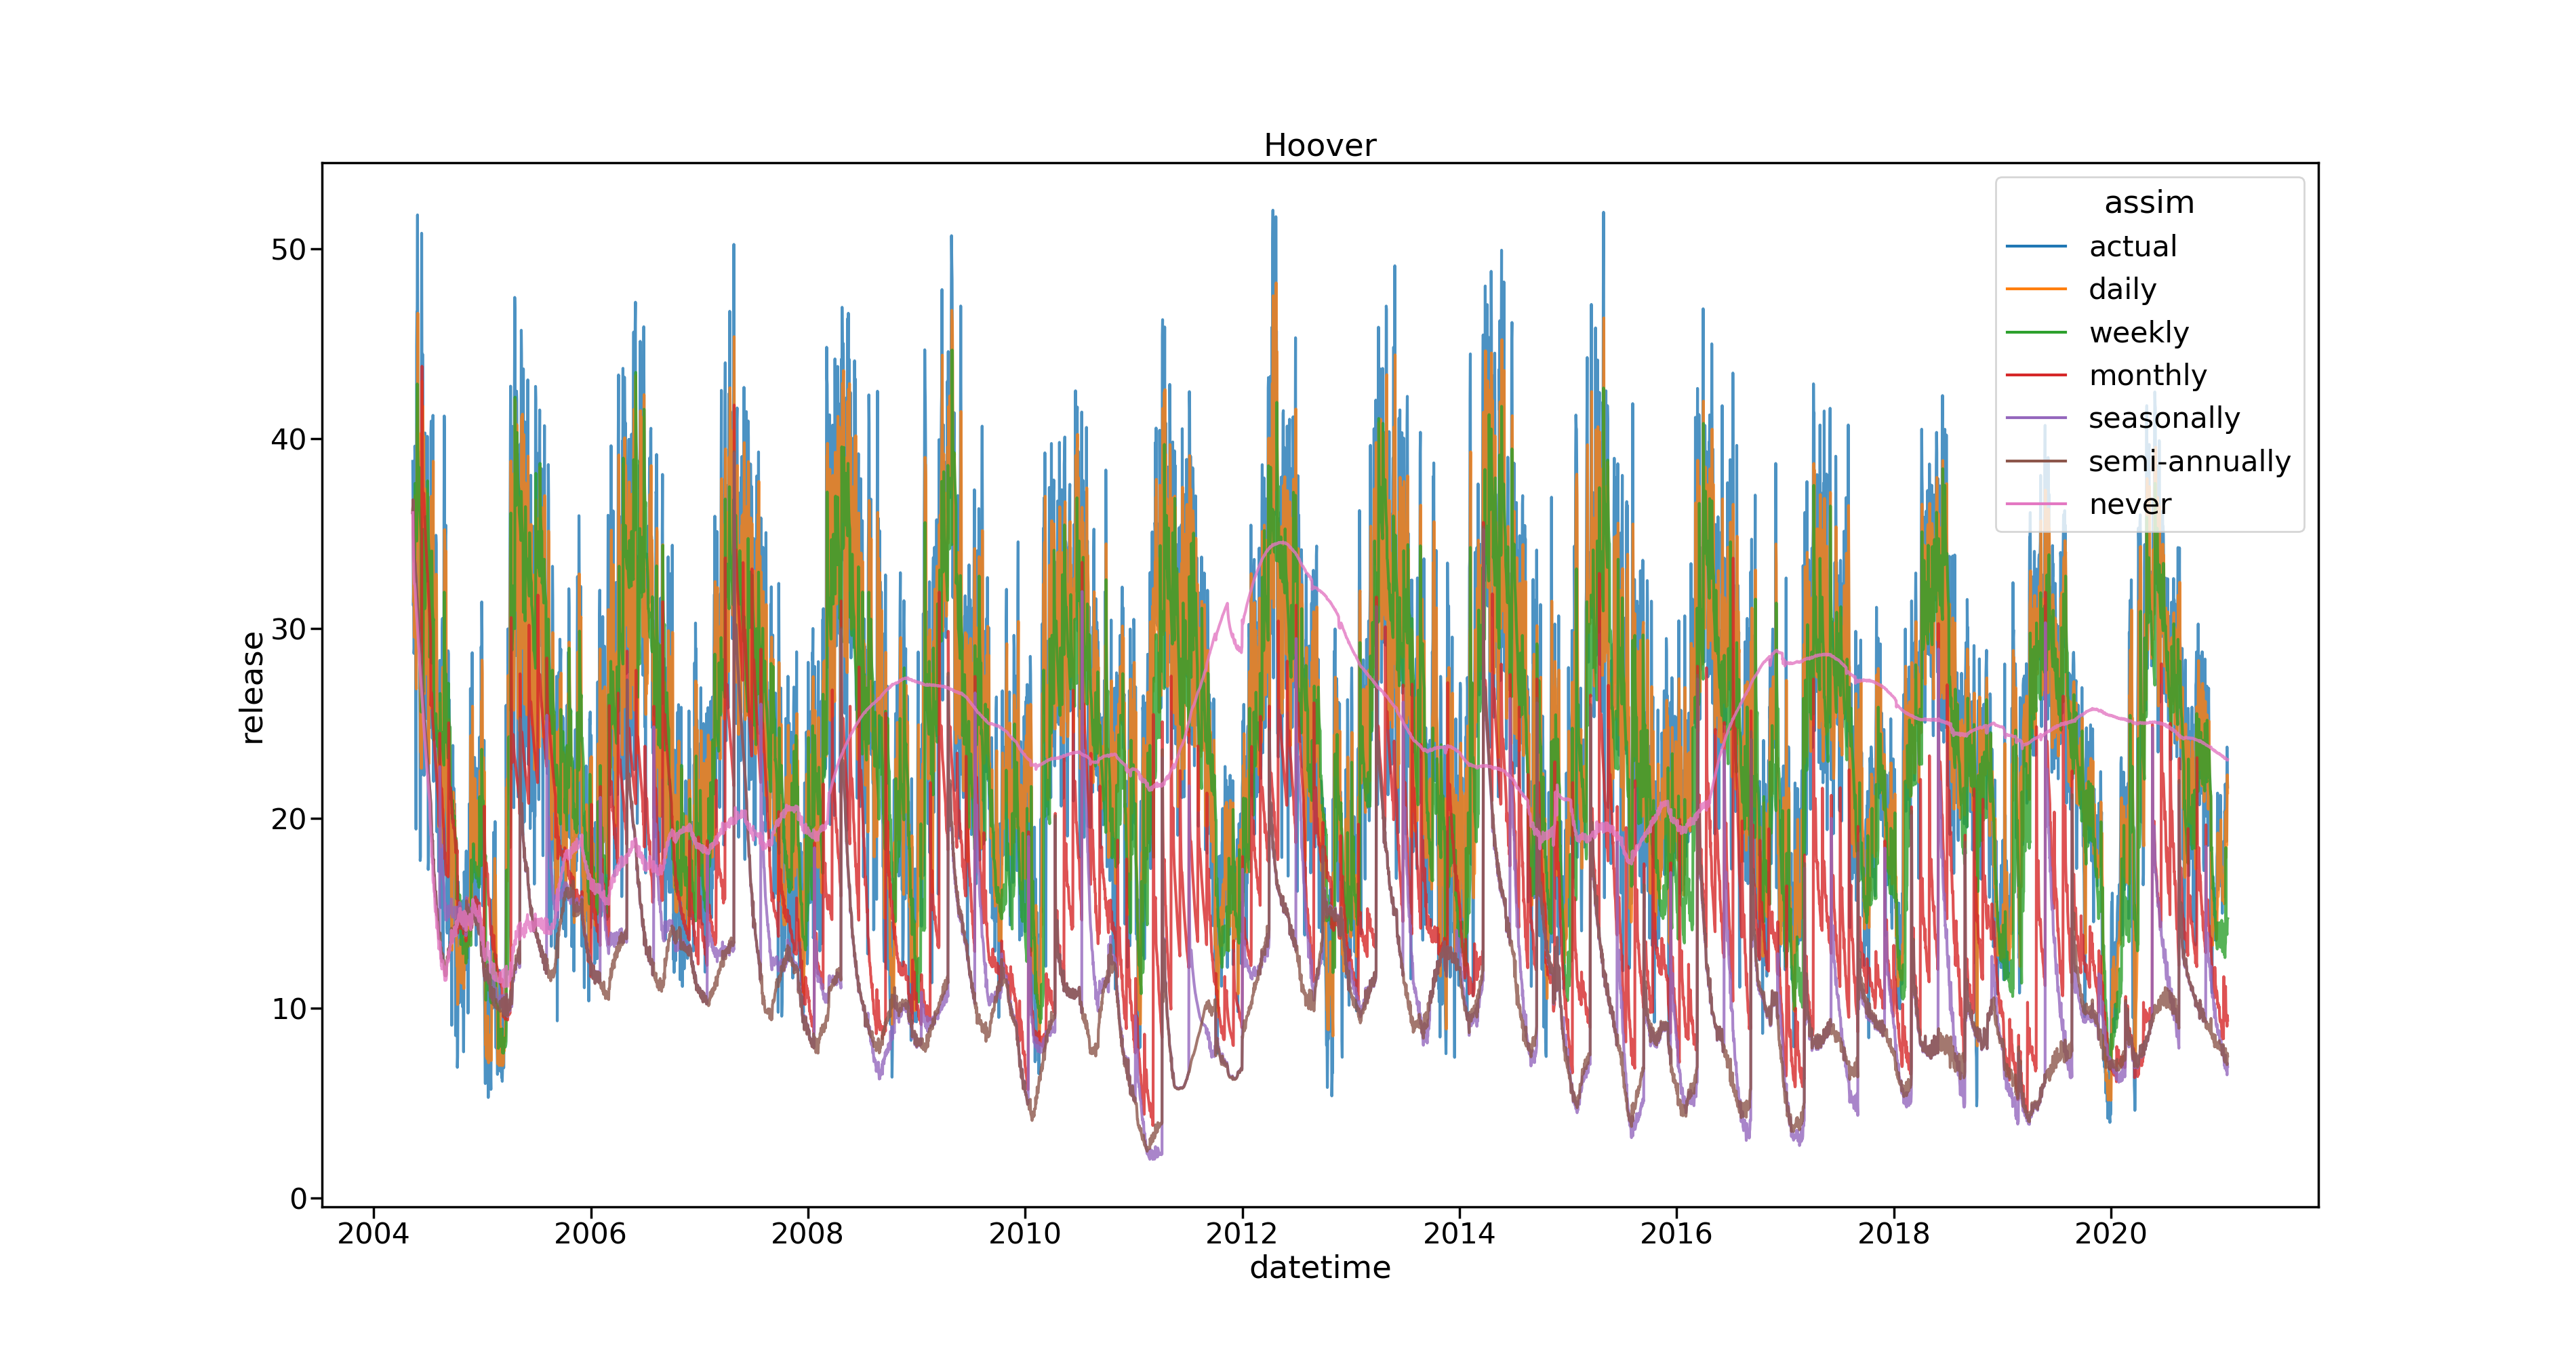 Hoover
assim
actual
daily
weekly
monthly
seasonally
semi-annually
never
release
50
40
30
20
10
0
2004 2006 2008 2010 2012 2014 2016 2018 2020
datetime